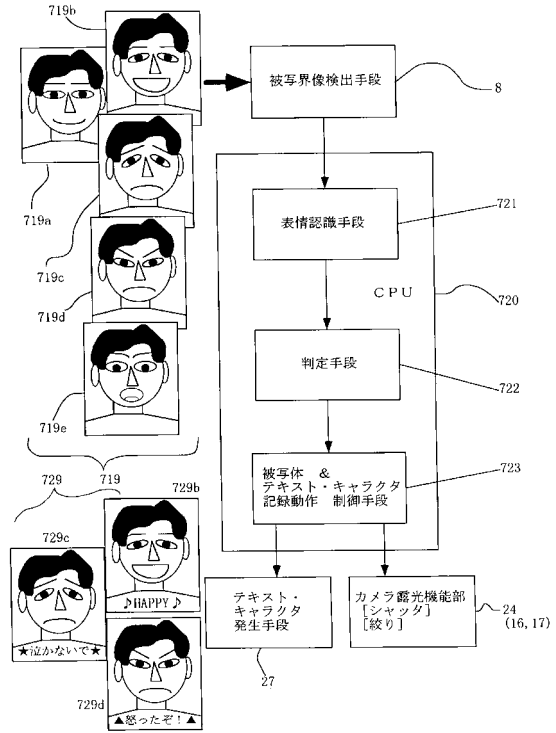 719b
被写界像検出手段
8
719a
719c
表情認識手段
721
CPU
720
719d
判定手段
722
719e
719
被写体 &
テキスト・キャラクタ
記録動作 制御手段
723
729
729b
729c
♪HAPPY♪
★泣かないで★
テキスト・
キャラクタ
発生手段
27
カメラ露光機能部
[シャッタ]
[絞り]
24
(16, 17)
729d
▲怒ったぞ!▲